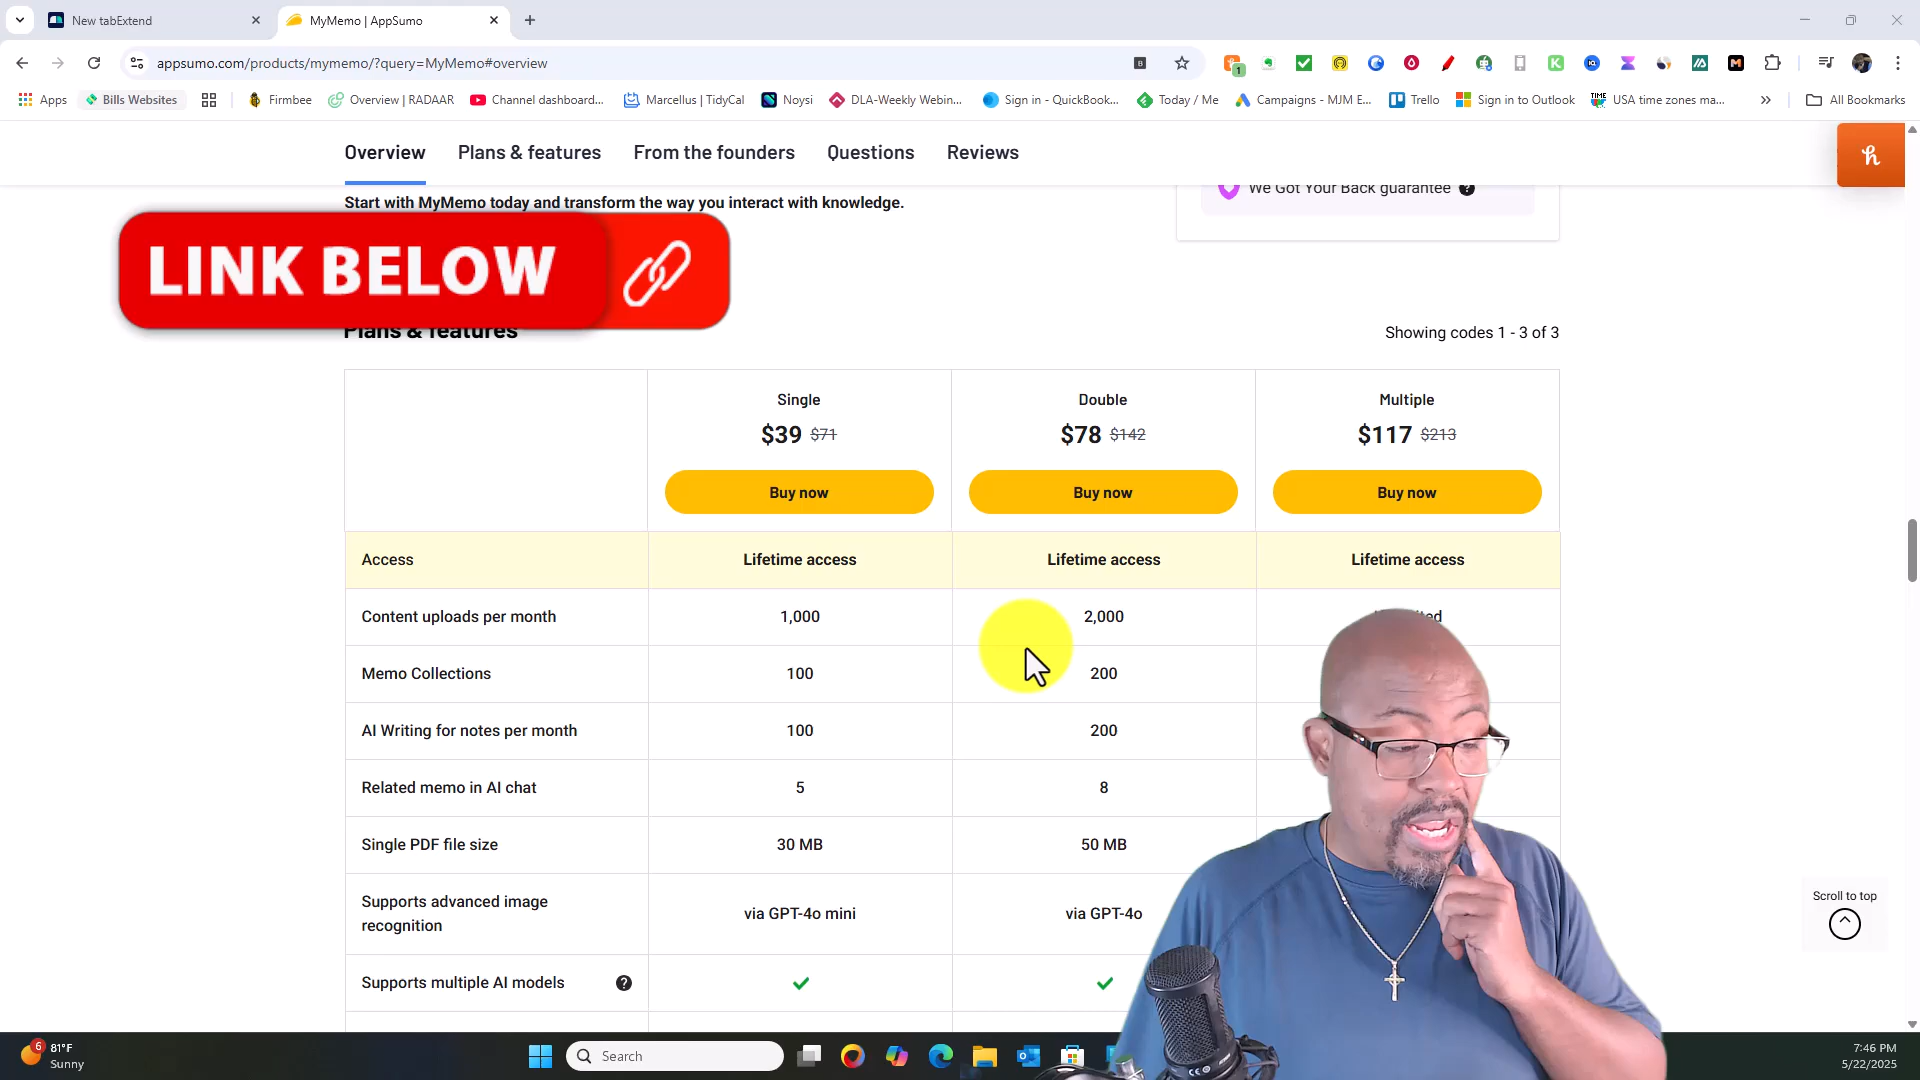 New tabExtend
MyMemo | AppSumo
appsumo.com/products/mymemo/?query=MyMemo#overview
B
1
Apps
Bills Websites
Firmbee
Overview | RADAAR
Channel dashboard...
Marcellus | TidyCal
Noysi
DLA-Weekly Webin...
Sign in - QuickBook...
Today / Me
Campaigns - MJM E...
Trello
Sign in to Outlook
TIME
USA time zones ma...
All Bookmarks
Overview
Plans & features
From the founders
Questions
Reviews
We Got Your Back guarantee
Start with MyMemo today and transform the way you interact with knowledge.
LINK BELOW
Plans & features
Showing codes 1 - 3 of 3
Single
Double
Multiple
$39 $71
$78 $142
$117 $213
Buy now
Buy now
Buy now
Access
Lifetime access
Lifetime access
Lifetime access
Content uploads per month
1,000
2,000
Memo Collections
100
200
AI Writing for notes per month
100
200
Related memo in AI chat
5
8
Single PDF file size
30 MB
50 MB
Supports advanced image
recognition
via GPT-4o mini
via GPT-4o
Supports multiple AI models
Scroll to top
6
81°F
Sunny
Search
7:46 PM
5/22/2025